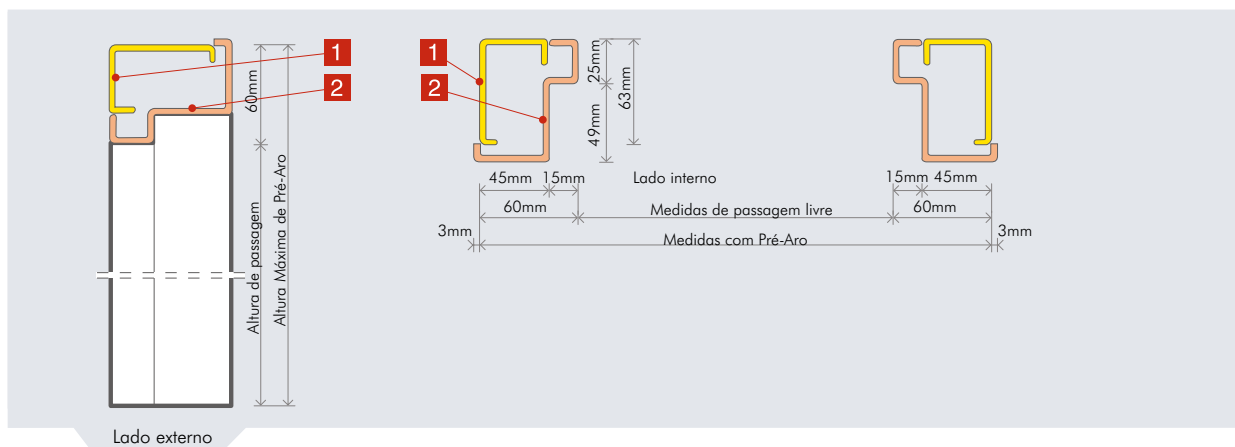 1
2
60mm
Altura de passagem
Altura Máxima de Pré-Aro
Lado externo
1
2
25mm
49mm
63mm
45mm 15mm
Lado interno
15mm 45mm
60mm
Medidas de passagem livre
60mm
3mm
Medidas com Pré-Aro
3mm